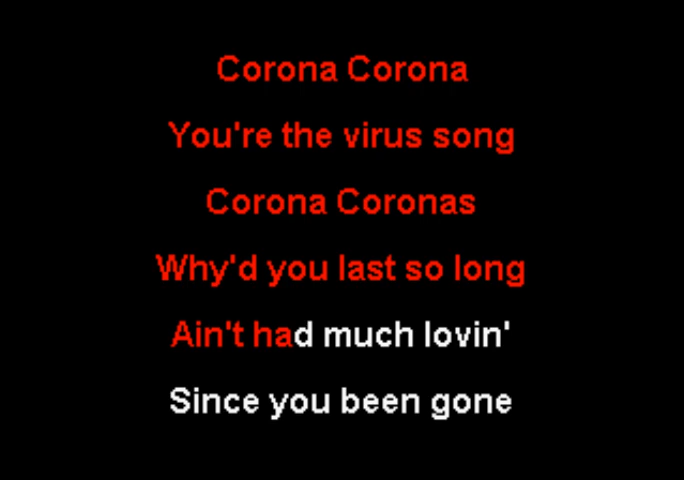 Corona Corona
You're the virus song
Corona Coronas
Why'd you last so long
Ain't had much lovin'
Since you been gone